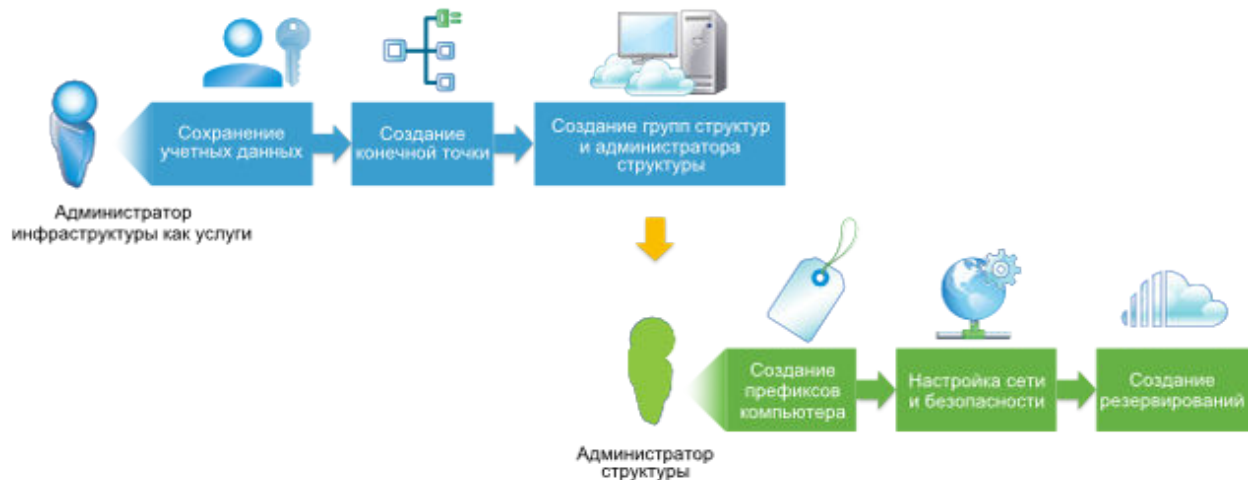 Сохранение
учетных данных
Создание
конечной точки
Создание групп структур
и администратора
структуры
Администратор
инфраструктуры как услуги
Создание
префиксов
компьютера
Настройка сети
и безопасности
Создание
резервирований
Администратор
структуры